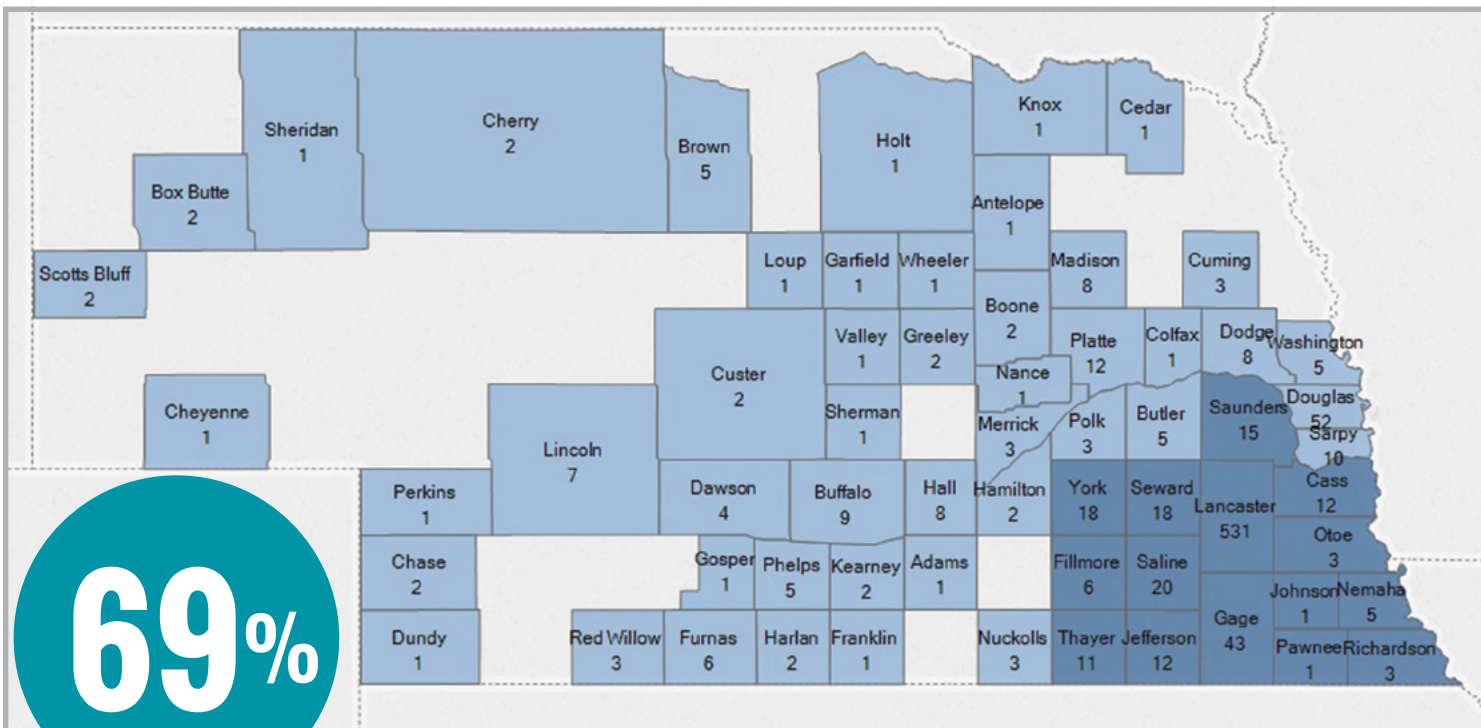 Sheridan
1
Cherry
2
Brown
5
Holt
1
Knox
1
Cedar
1
Box Butte
2
Antelope
1
Scotts Bluff
2
Loup
1
Garfield
1
Wheeler
1
Madison
8
Cuming
3
Boone
2
Custer
2
Valley
1
Greeley
2
Platte
12
Colfax
1
Dodge
8
Washington
5
Nance
1
Cheyenne
1
Lincoln
7
Sherman
1
Merrick
3
Polk
3
Butler
5
Saunders
15
Douglas
52
Sarpy
10
Perkins
1
Dawson
4
Buffalo
9
Hall
8
Hamilton
2
York
18
Seward
18
Lancaster
531
Cass
12
Otoe
3
Chase
2
Gosper
1
Phelps
5
Kearney
2
Adams
1
Fillmore
6
Saline
20
Gage
43
Johnson
1
Nemaha
5
Dundy
1
Red Willow
3
Furnas
6
Harlan
2
Franklin
1
Nuckolls
3
Thayer
11
Jefferson
12
Pawnee
1
Richardson
3
69%